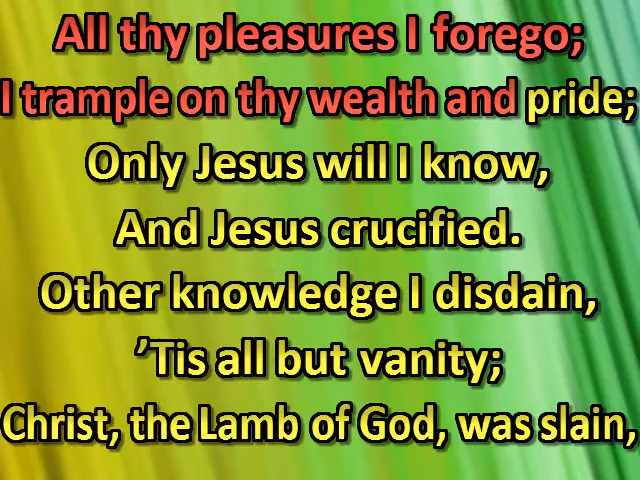 All thy pleasures I forego;
I trample on thy wealth and pride;
Only Jesus will I know,
And Jesus crucified.
Other knowledge I disdain,
’Tis all but vanity;
Christ, the Lamb of God, was slain,